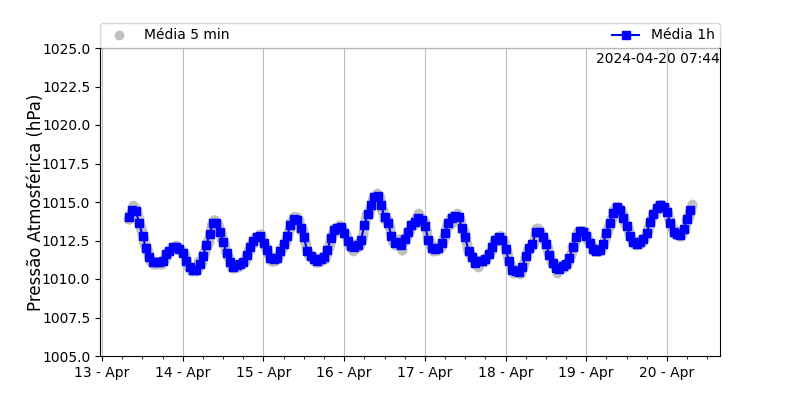 Média 5 min
Média 1h
2024-04-20 07:44
Pressão Atmosférica (hPa)
1025.0
1022.5
1020.0
1017.5
1015.0
1012.5
1010.0
1007.5
1005.0
13 - Apr
14 - Apr
15 - Apr
16 - Apr
17 - Apr
18 - Apr
19 - Apr
20 - Apr